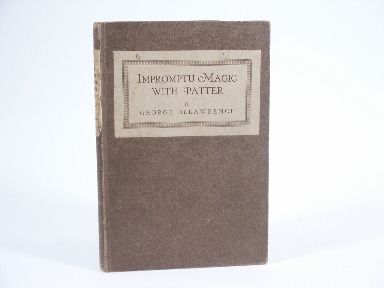 IMPROMPTU MAGIC
WITH PATTER
GEORGE DELAWRENCE